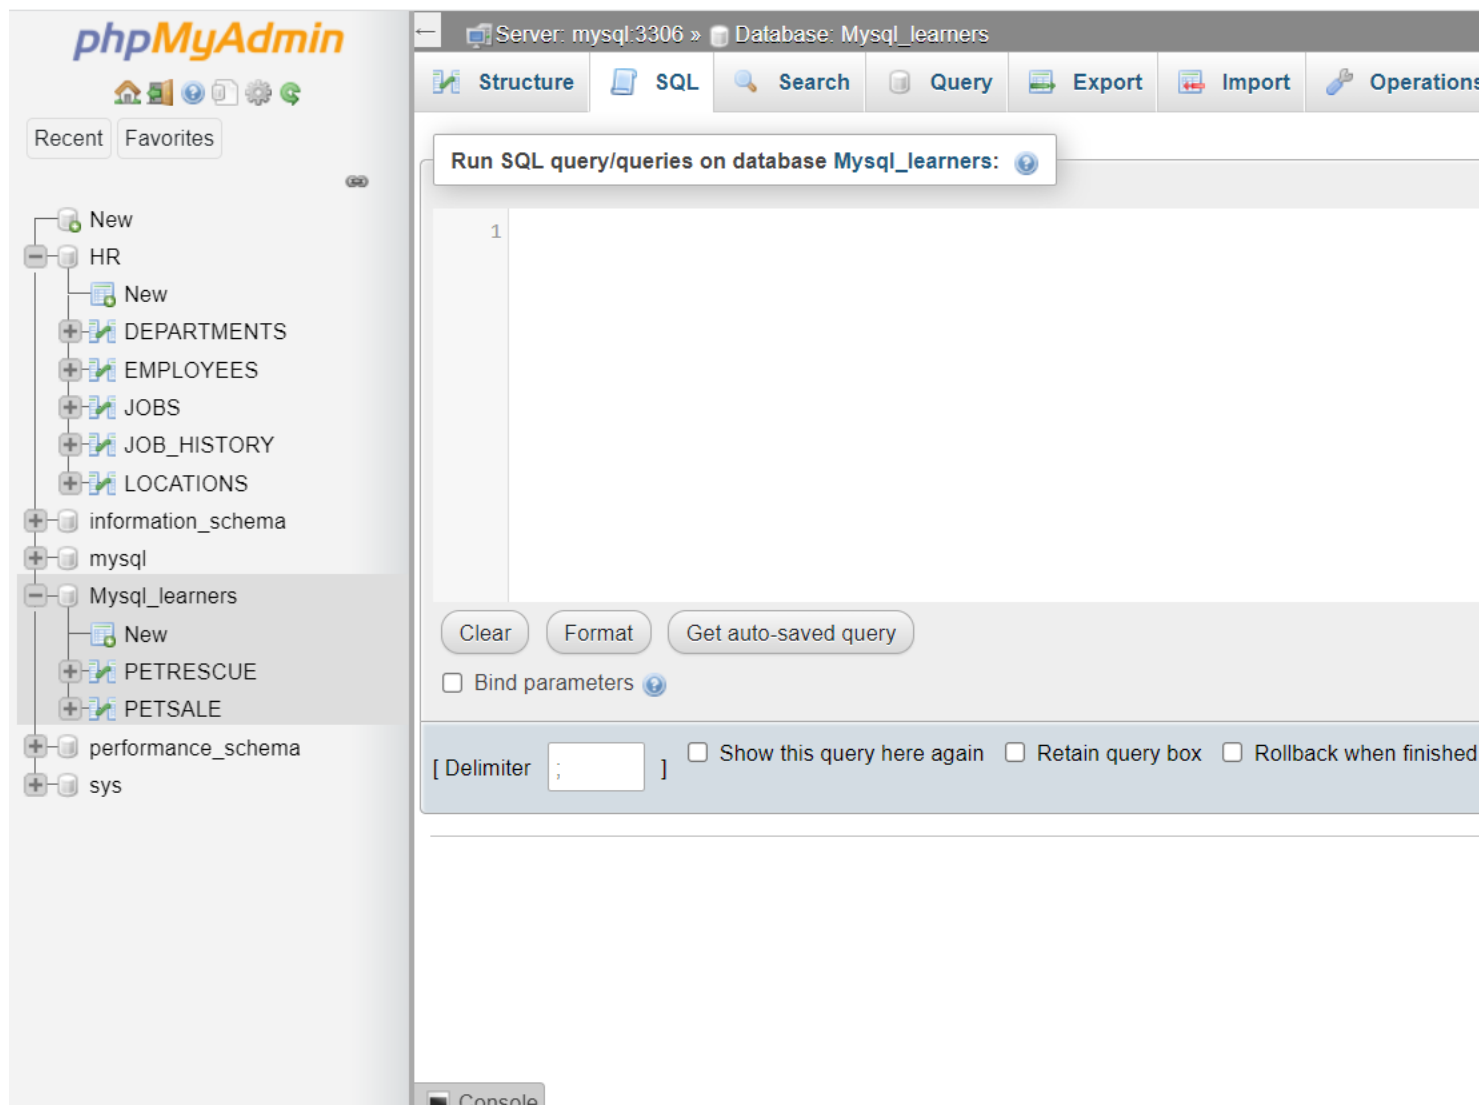 phpMyAdmin
Recent Favorites
New
HR
New
DEPARTMENTS
EMPLOYEES
JOBS
JOB_HISTORY
LOCATIONS
information_schema
mysql
Mysql_learners
New
PETRESCUE
PETSALE
performance_schema
sys
← Server: mysql:3306 » Database: Mysql_learners
Structure SQL Search Query Export Import Operations
Run SQL query/queries on database Mysql_learners:
1
Clear Format Get auto-saved query
Bind parameters
[ Delimiter ; ] Show this query here again Retain query box Rollback when finished
Console